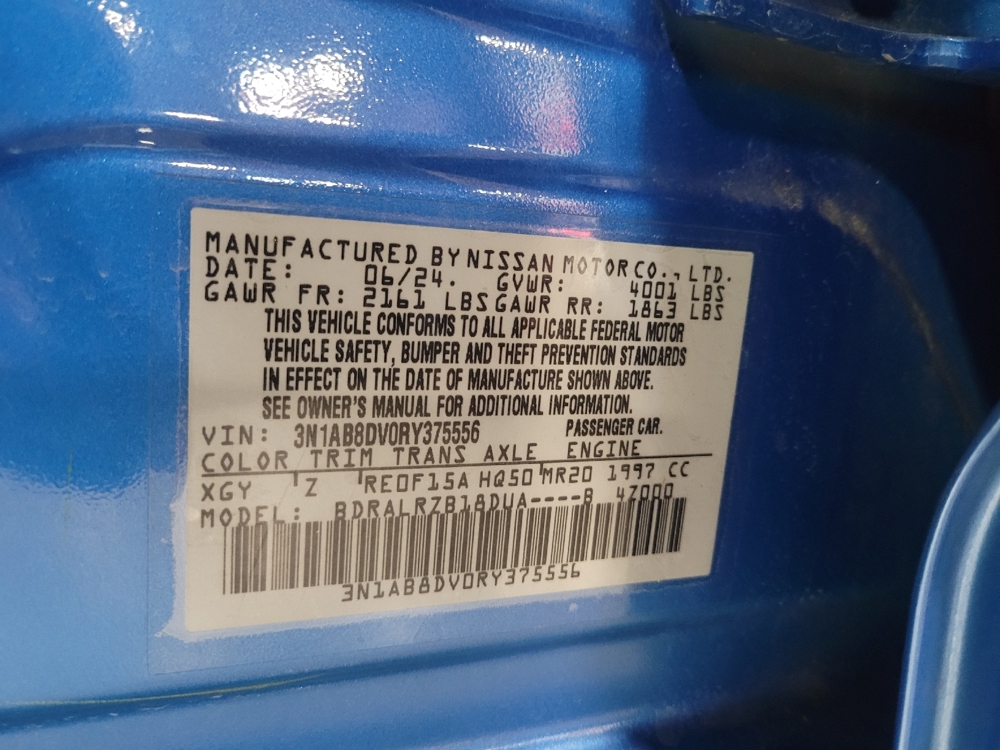 MANUFACTURED BY NISSAN MOTOR CO., LTD.
DATE: 06/24. GVWR: 4001 LBS
GAWR FR: 2161 LBS GAWR RR: 1863 LBS
THIS VEHICLE CONFORMS TO ALL APPLICABLE FEDERAL MOTOR
VEHICLE SAFETY, BUMPER AND THEFT PREVENTION STANDARDS
IN EFFECT ON THE DATE OF MANUFACTURE SHOWN ABOVE.
SEE OWNER'S MANUAL FOR ADDITIONAL INFORMATION.
VIN: 3N1AB8DV0RY375556 PASSENGER CAR.
COLOR TRIM TRANS AXLE ENGINE
XGY Z RE0F15A HQ50 MR20 1997 CC
MODEL: BDRALRZB18DUA----B 47000
3N1AB8DV0RY375556